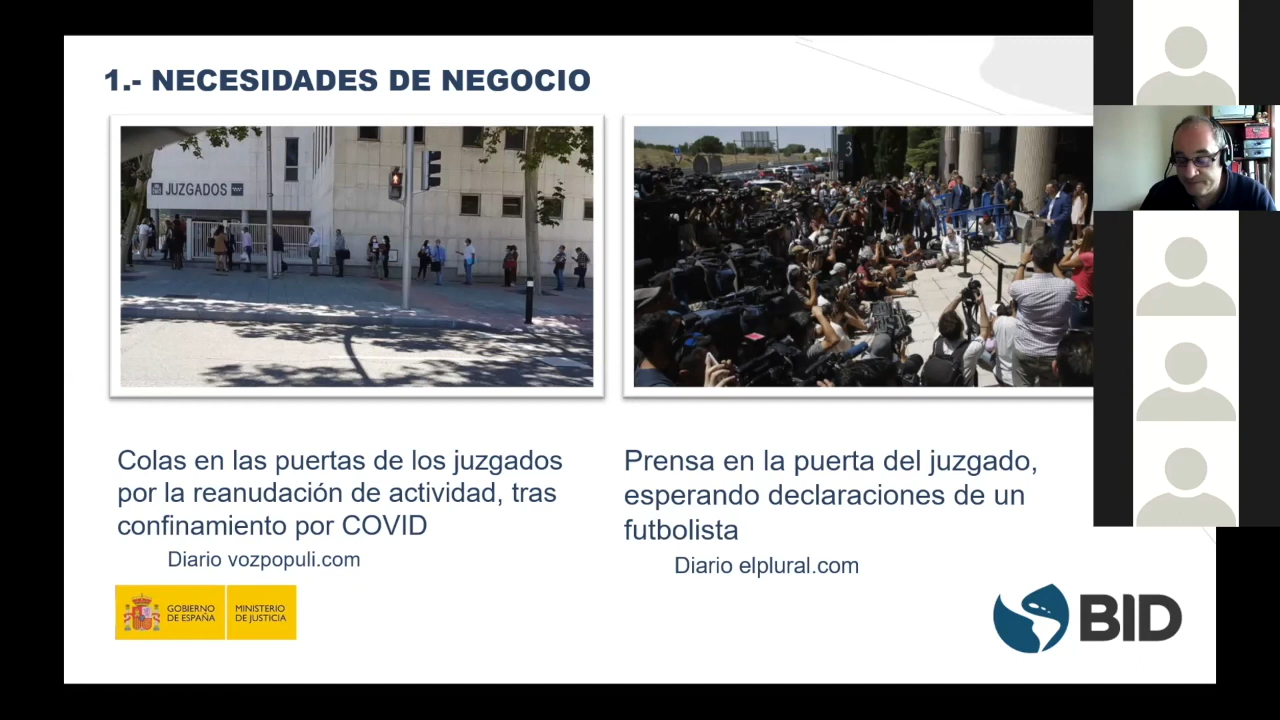 1.- NECESIDADES DE NEGOCIO
JUZGADOS
3
Colas en las puertas de los juzgados
por la reanudación de actividad, tras
confinamiento por COVID
Diario vozpopuli.com
Prensa en la puerta del juzgado,
esperando declaraciones de un
futbolista
Diario elplural.com
GOBIERNO
DE ESPAÑA
MINISTERIO
DE JUSTICIA
BID